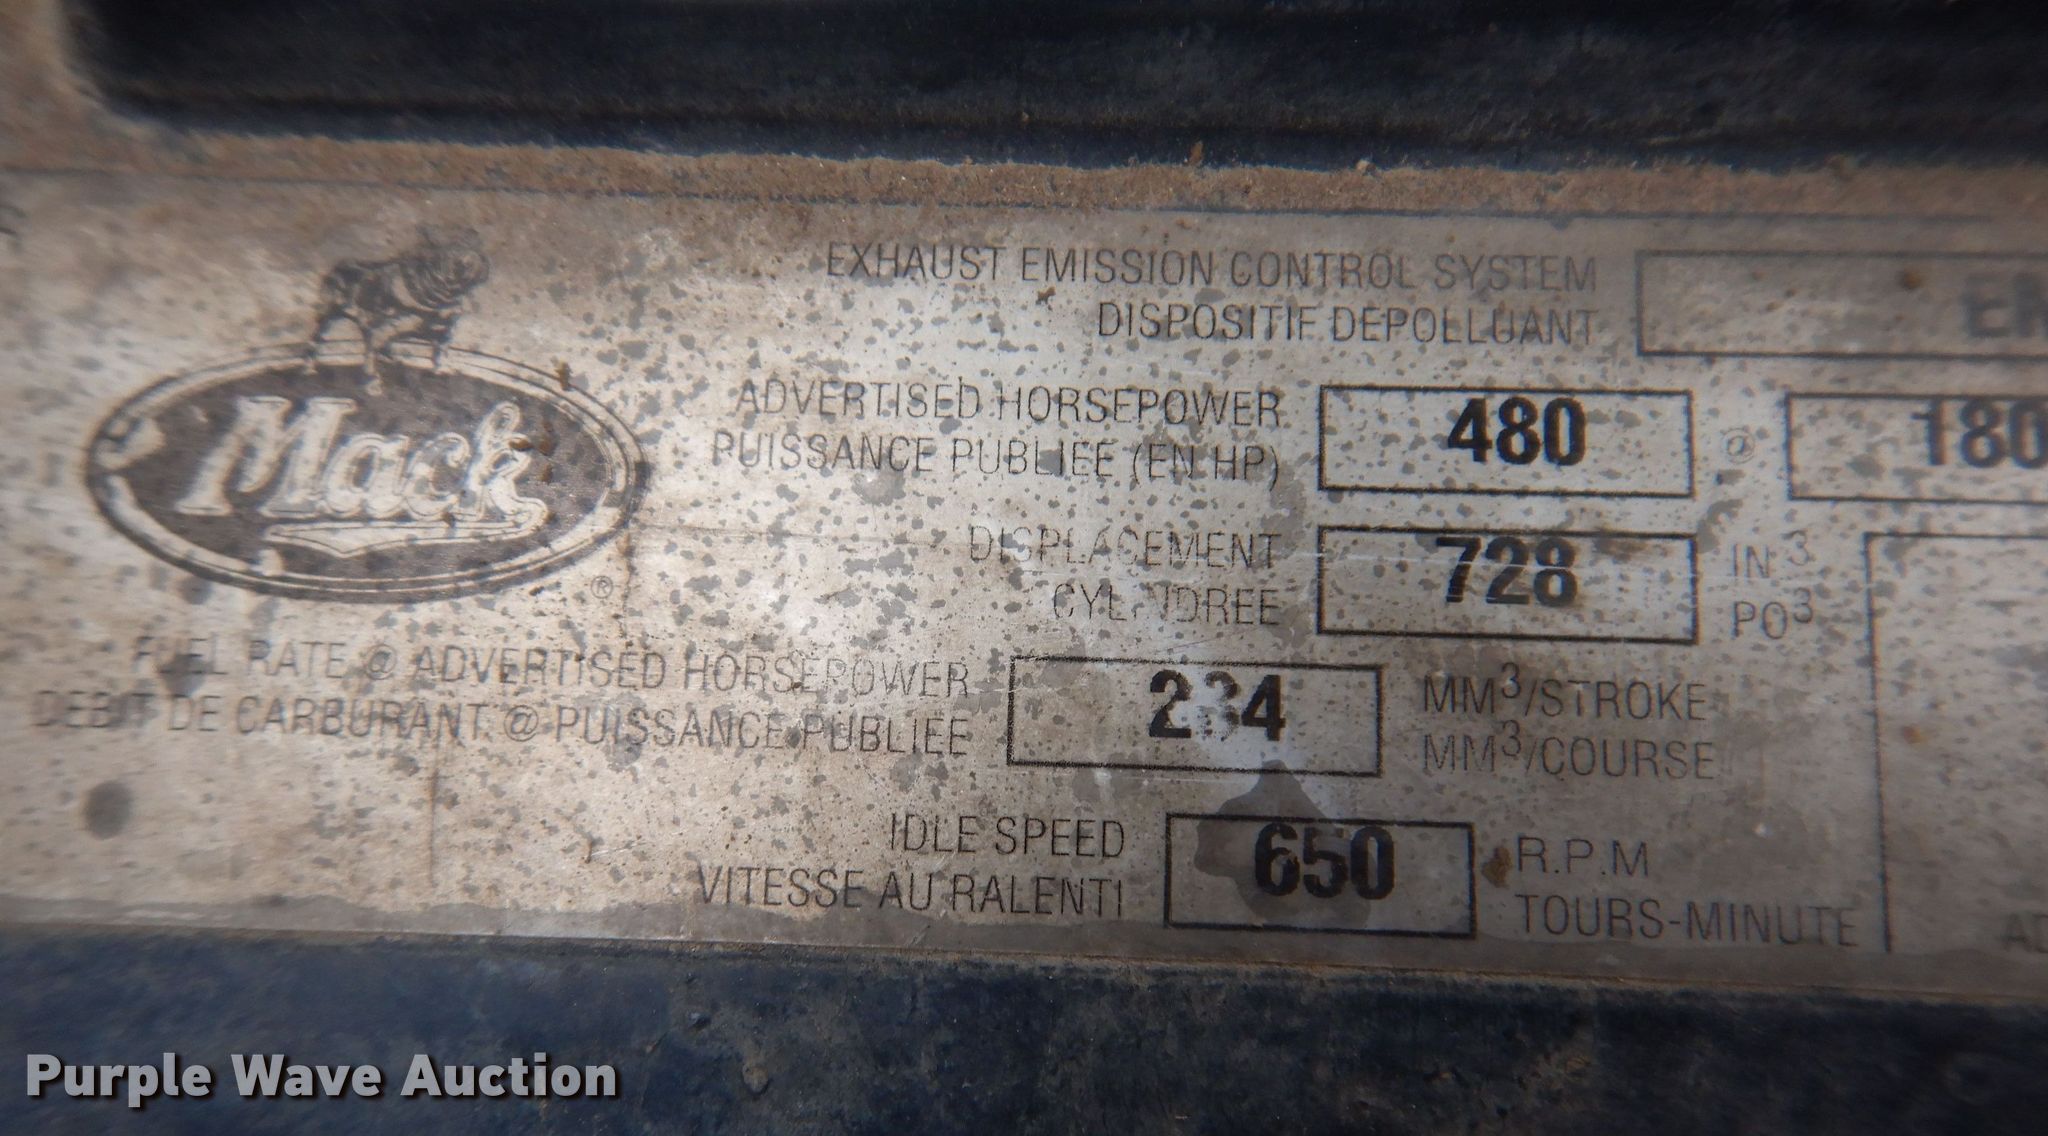 EXHAUST EMISSION CONTROL SYSTEM
DISPOSITIF DEPOLLUANT
Mack
®
ADVERTISED HORSEPOWER 480 @ 180
PUISSANCE PUBLIEE (EN HP)
DISPLACEMENT 728 IN3
CYLINDREE PO3
FUEL RATE @ ADVERTISED HORSEPOWER 234 MM3/STROKE
DEBIT DE CARBURANT @ PUISSANCE PUBLIEE MM3/COURSE
IDLE SPEED 650 R.P.M
VITESSE AU RALENTI TOURS-MINUTE
Purple Wave Auction